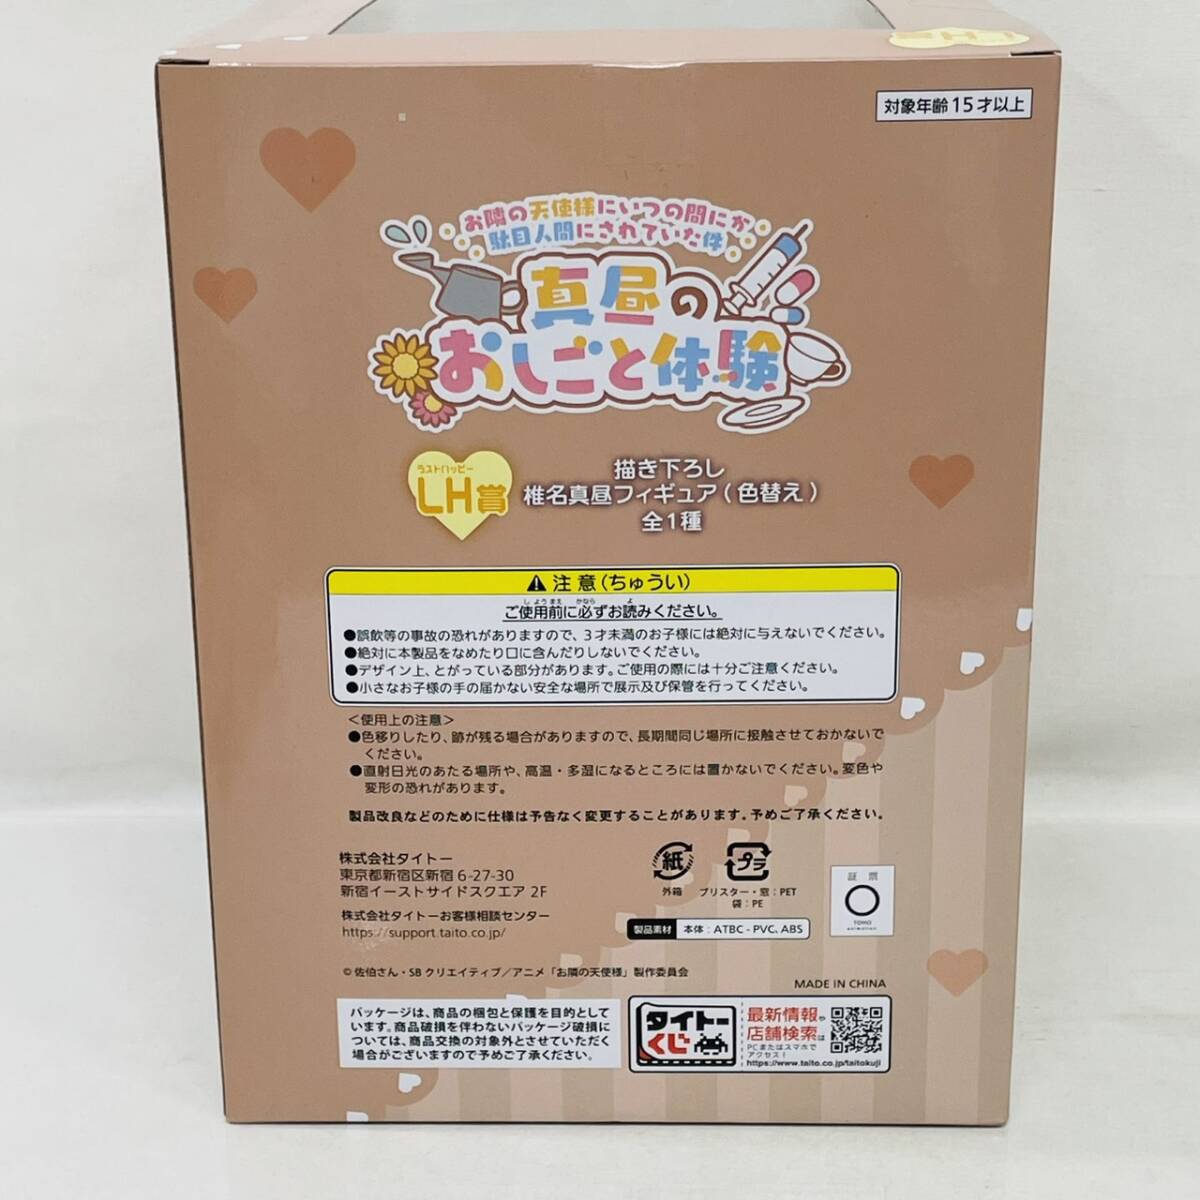 対象年齢15才以上
お隣の天使様にいつの間にか
駄目人間にされていた件
真昼の
おしごと体験
ラストハッピー
LH賞
描き下ろし
椎名真昼フィギュア(色替え)
全1種
注意(ちゅうい)
しようまえ かなら よ
ご使用前に必ずお読みください。
●誤飲等の事故の恐れがありますので、3才未満のお子様には絶対に与えないでください。
●絶対に本製品をなめたり口に含んだりしないでください。
●デザイン上、とがっている部分があります。ご使用の際には十分ご注意ください。
●小さなお子様の手の届かない安全な場所で展示及び保管を行ってください。
＜使用上の注意＞
●色移りしたり、跡が残る場合がありますので、長期間同じ場所に接触させておかないで
ください。
●直射日光のあたる場所や、高温・多湿になるところには置かないでください。変色や
変形の恐れがあります。
製品改良などのために仕様は予告なく変更することがあります。予めご了承ください。
株式会社タイトー
東京都新宿区新宿 6-27-30
新宿イーストサイドスクエア 2F
株式会社タイトーお客様相談センター
https://support.taito.co.jp/
紙
外箱
プラ
ブリスター・窓：PET
袋：PE
製品素材 本体：ATBC-PVC、ABS
証票
TOHO
animation
© 佐伯さん・SBクリエイティブ／アニメ「お隣の天使様」製作委員会
MADE IN CHINA
パッケージは、商品の梱包と保護を目的として
います。商品破損を伴わないパッケージ破損に
ついては、商品交換の対象外とさせていただく
場合がございますので予めご了承ください。
タイトー
くじ
最新情報や
店舗検索は
PCまたはスマホで
アクセス！
https://www.taito.co.jp/taitokuji